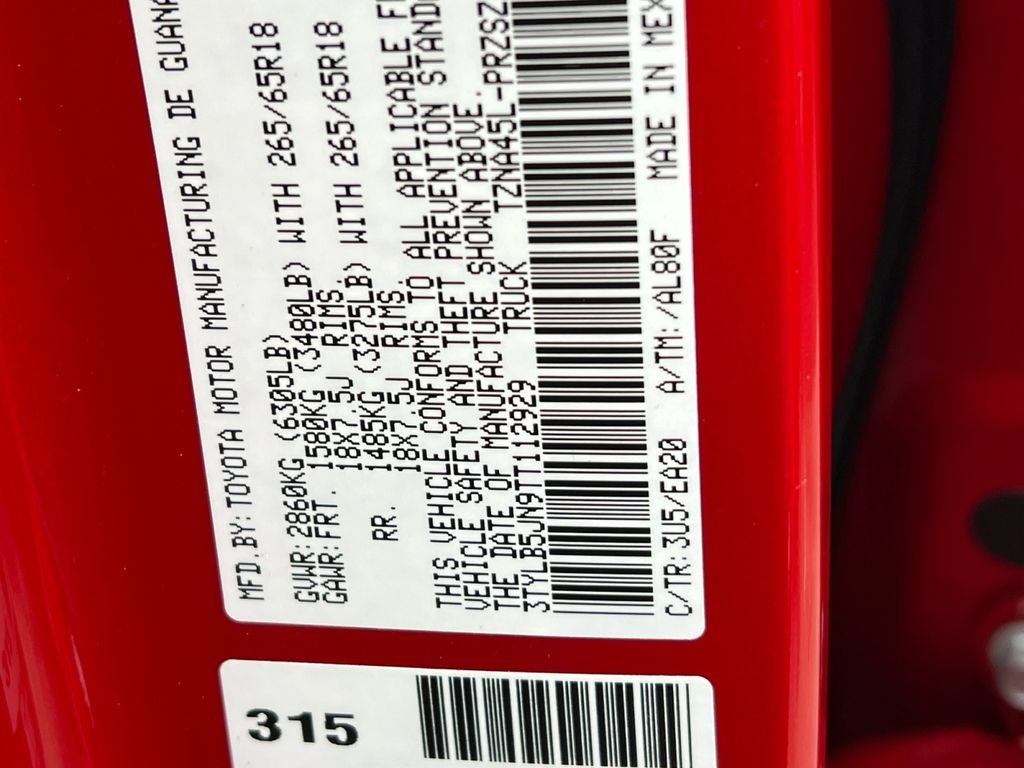 MFD.BY:TOYOTA MOTOR MANUFACTURING DE
GVWR:2860KG (6305LB)
GAWR:FRT. 1580KG (3480LB) WITH 265/65R18
18X7.5J RIMS.
RR. 1485KG (3275LB) WITH 265/65R18
18X7.5J RIMS.
THIS VEHICLE CONFORMS TO ALL APPLICABLE
VEHICLE SAFETY AND THEFT PREVENTION
THE DATE OF MANUFACTURE SHOWN ABOVE.
3TYLB5JN9TT112929 TRUCK TZNA45L-PRZSZ
C/TR:3U5/EA20 A/TM:/AL80F MADE IN MEX
315